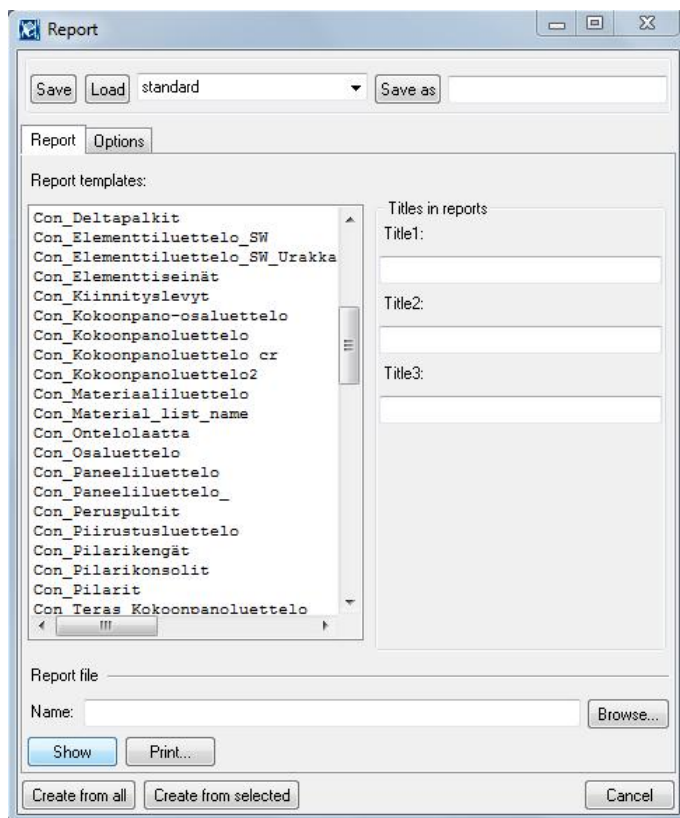 Report
Save Load standard Save as
Report Options
Report templates:
Con_Deltapalkit
Con_Elementtiluettelo_SW
Con_Elementtiluettelo_SW_Urakka
Con_Elementtiseinät
Con_Kiinnityslevyt
Con_Kokoonpano-osaluettelo
Con_Kokoonpanoluettelo
Con_Kokoonpanoluettelo cr
Con_Kokoonpanoluettelo2
Con_Materiaaliluettelo
Con_Material_list_name
Con_Ontelolaatta
Con_Osaluettelo
Con_Paneeliluettelo
Con_Paneeliluettelo_
Con_Peruspultit
Con_Piirustusluettelo
Con_Pilarikengät
Con_Pilarikonsolit
Con_Pilarit
Con_Teras_Kokoonpanoluettelo
Titles in reports
Title1:
Title2:
Title3:
Report file
Name: Browse...
Show Print...
Create from all Create from selected Cancel